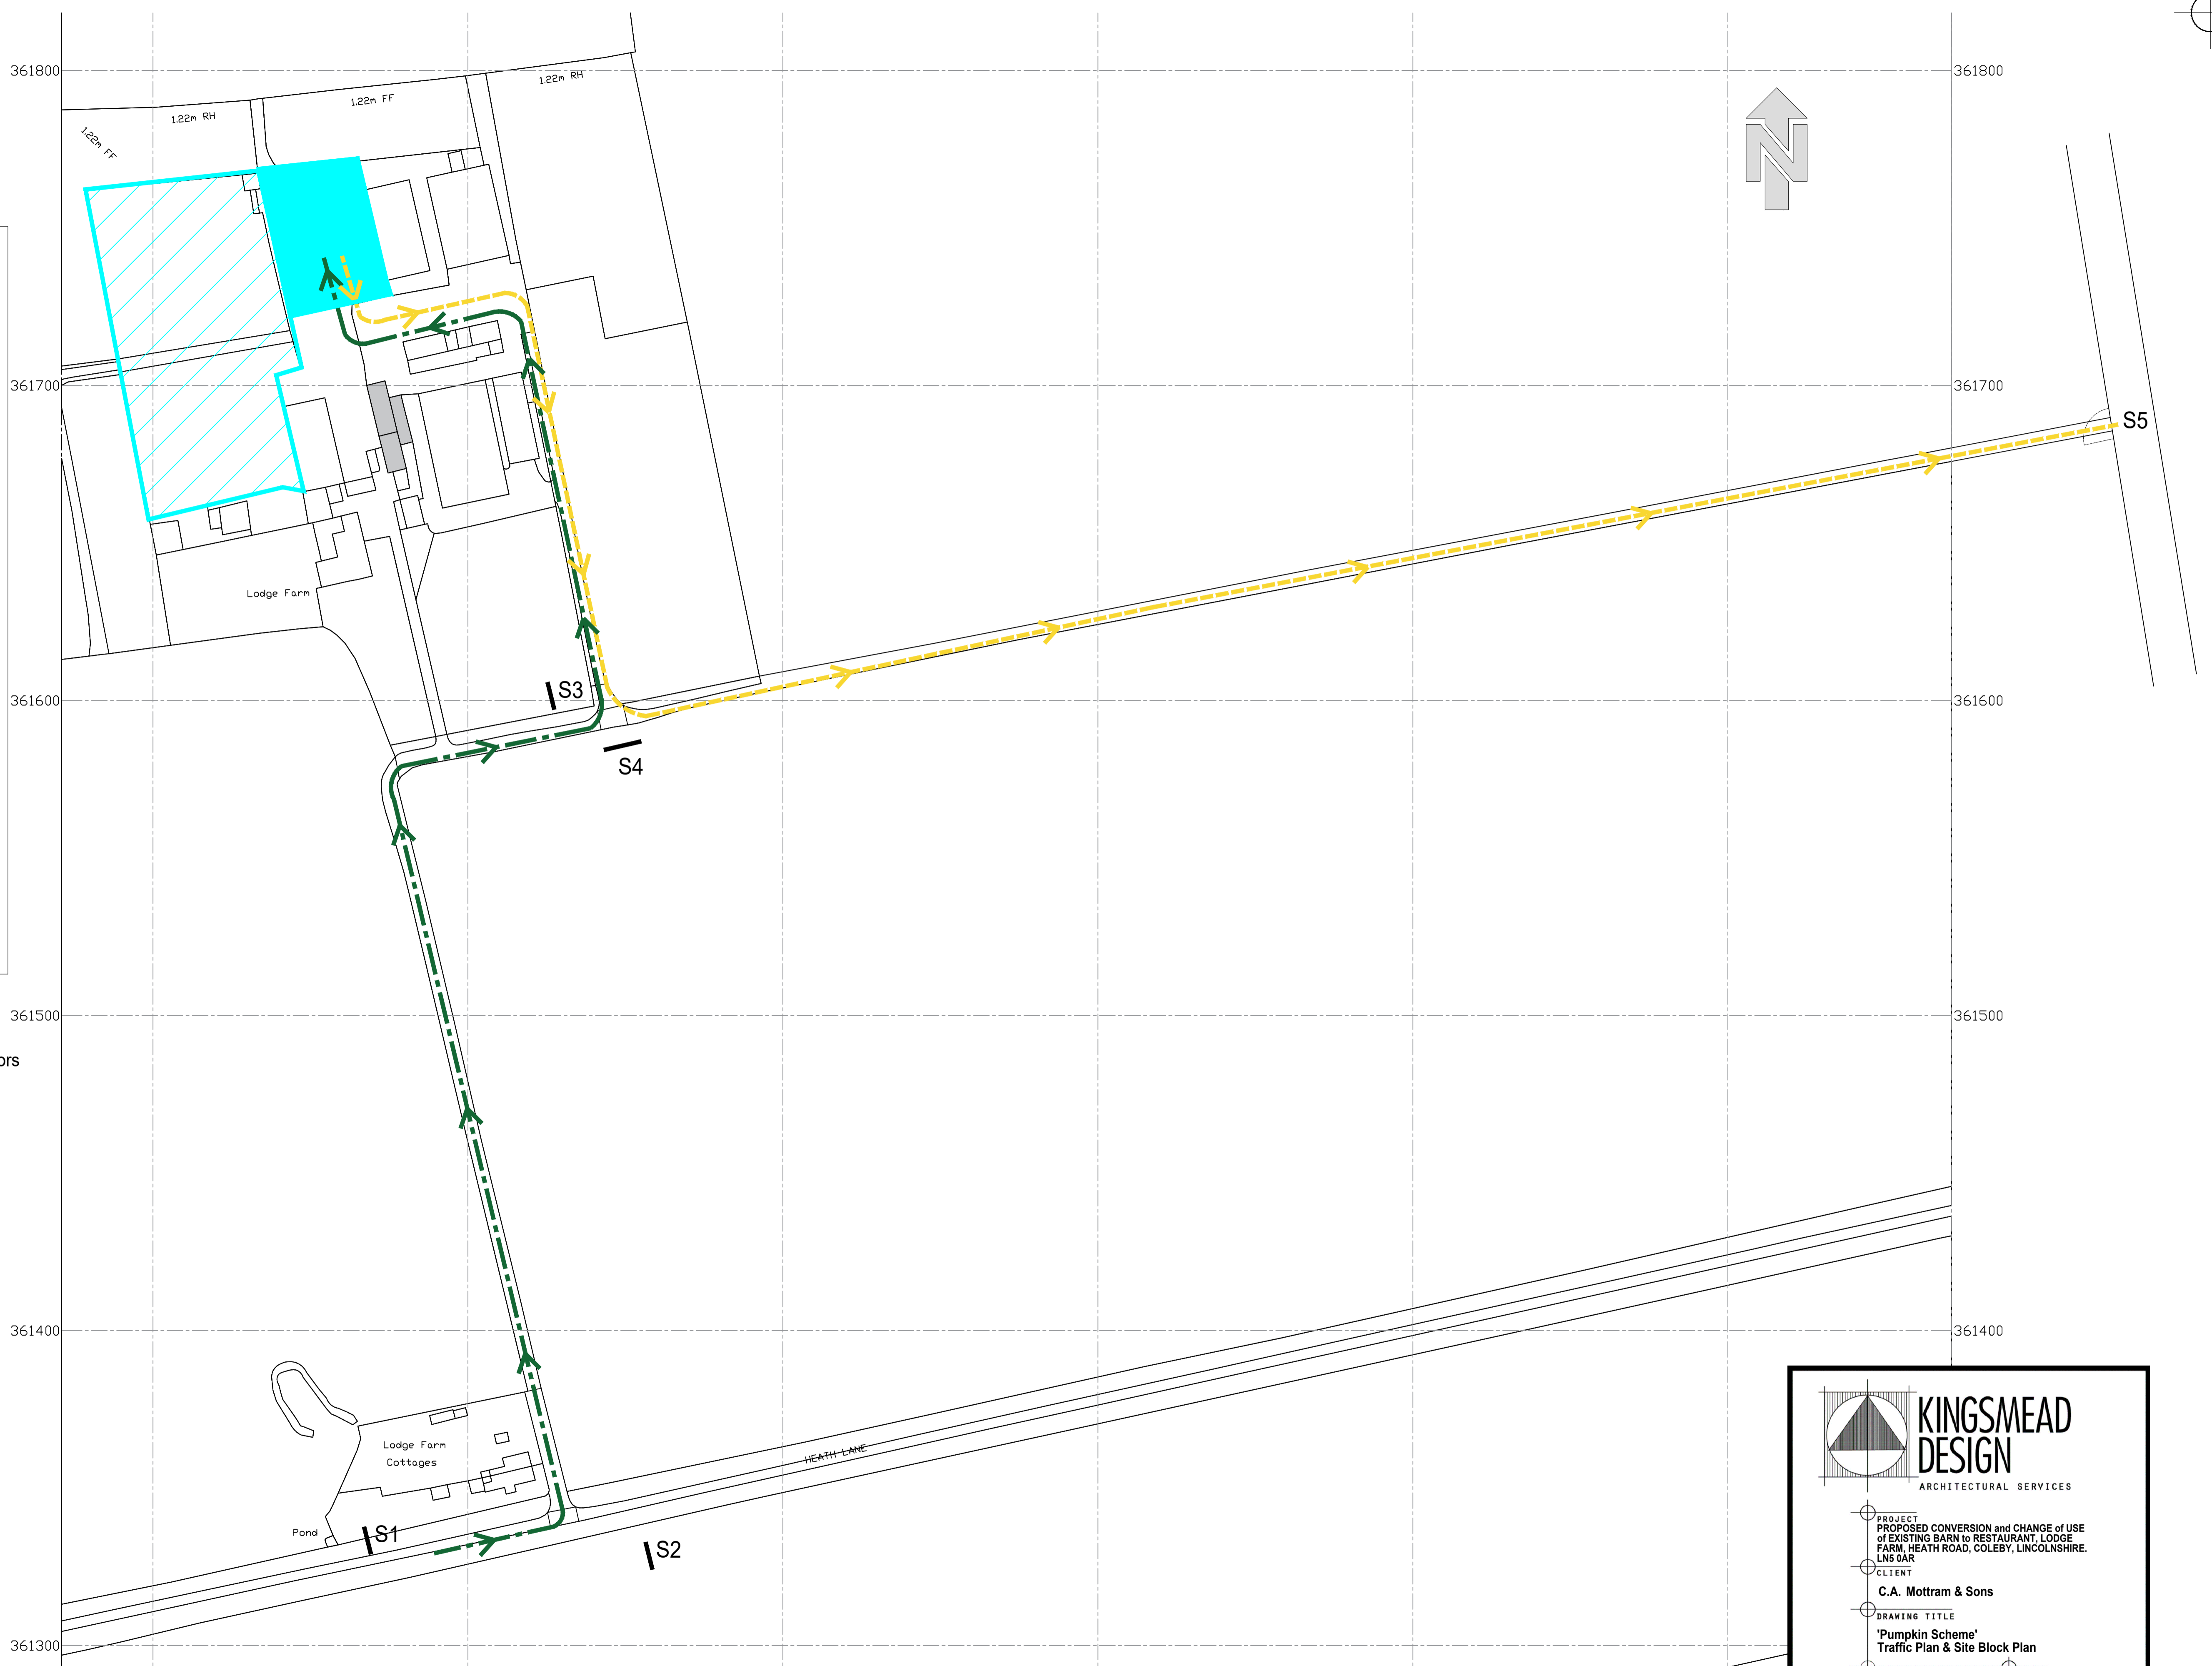 361800
361800
1.22m RH
1.22m FF
1.22m RH
1.22m FF
N
361700
361700
S5
Lodge Farm
S3
361600
361600
S4
361500
361500
ors
361400
361400
KINGSMEAD
DESIGN
ARCHITECTURAL SERVICES
Lodge Farm
Cottages
HEATH LANE
Pond
S1
S2
PROJECT
PROPOSED CONVERSION and CHANGE of USE
of EXISTING BARN to RESTAURANT, LODGE
FARM, HEATH ROAD, COLEBY, LINCOLNSHIRE.
LN5 0AR
CLIENT
C.A. Mottram & Sons
DRAWING TITLE
'Pumpkin Scheme'
Traffic Plan & Site Block Plan
361300